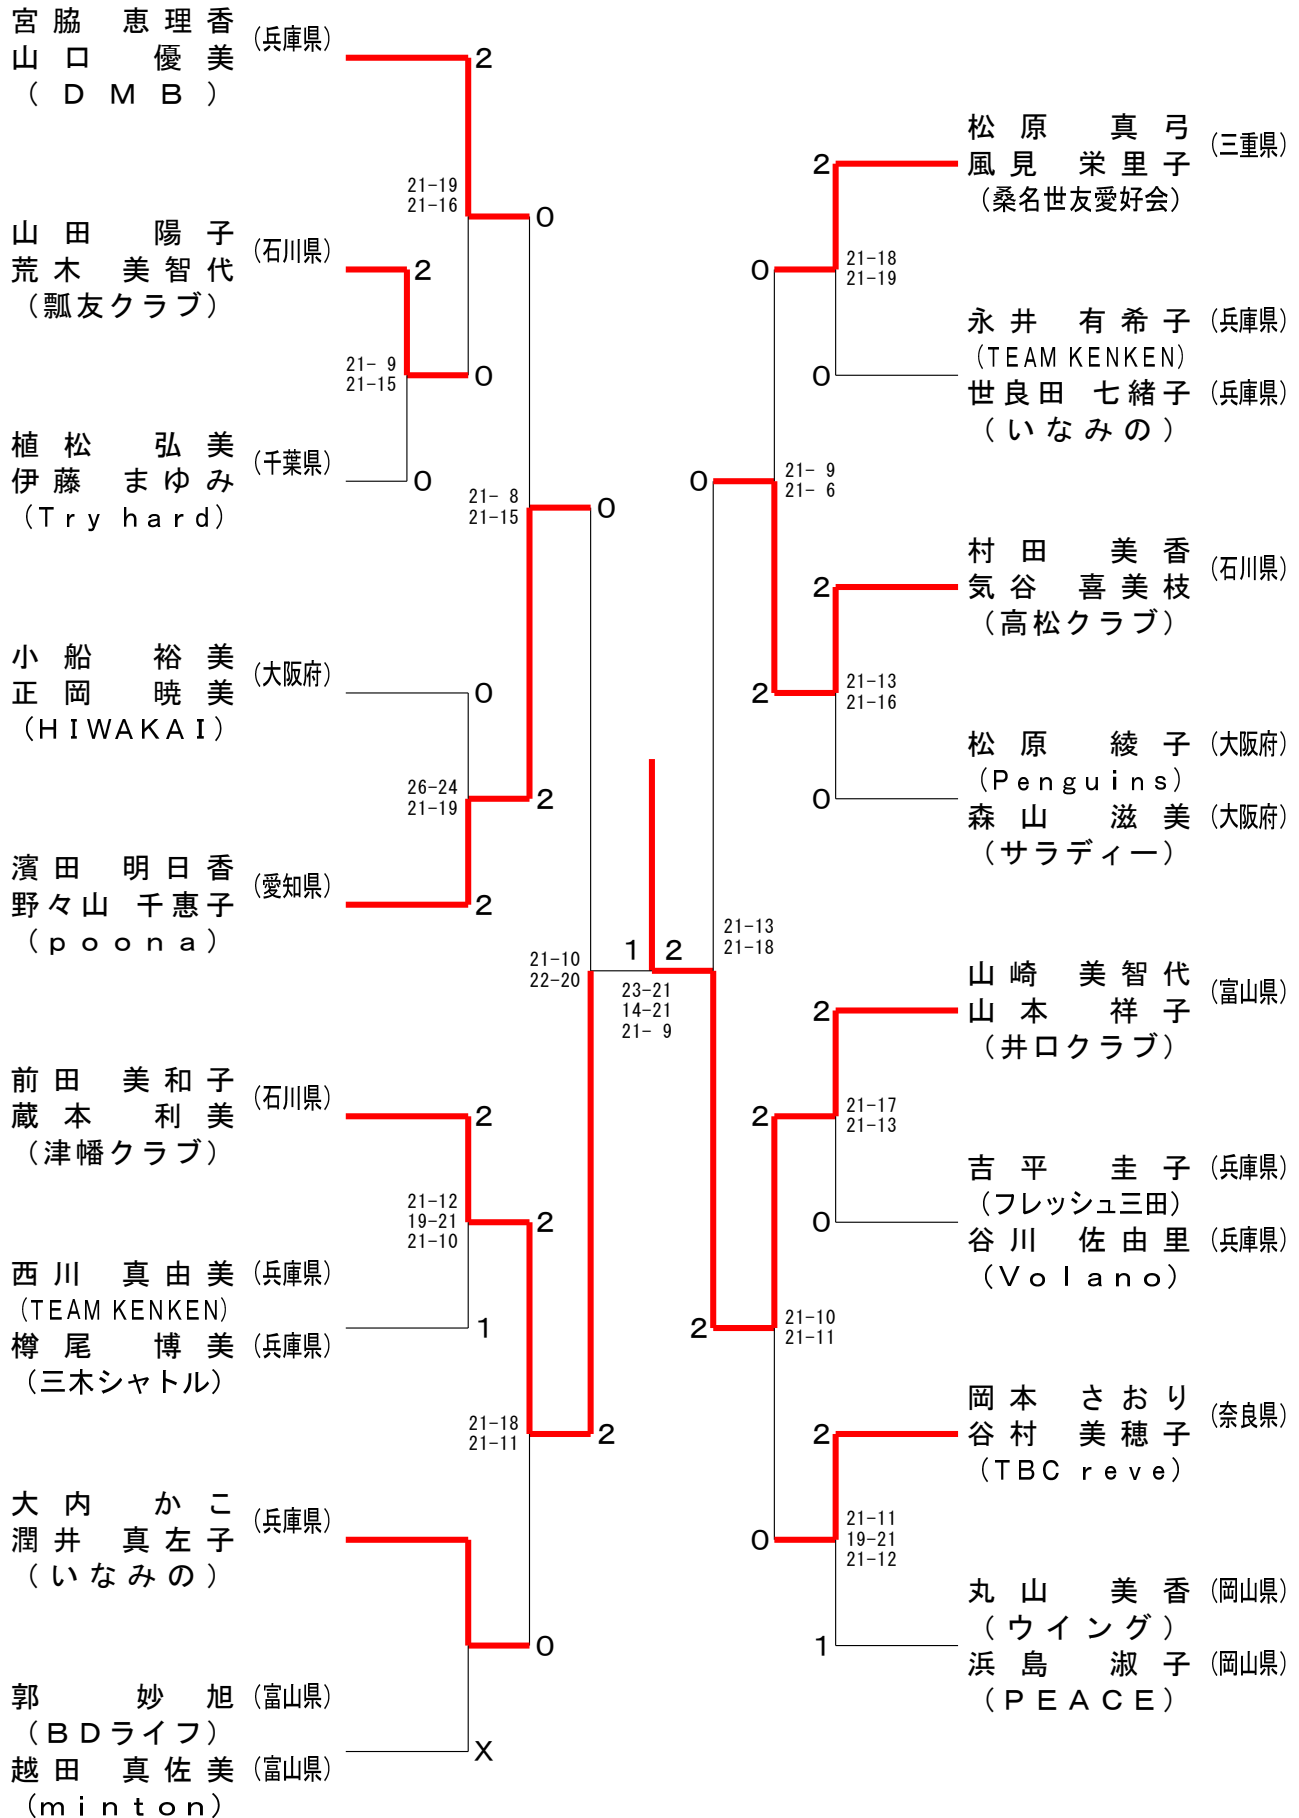 宮脇 恵理香
山口 優美
(兵庫県)
(ＤＭＢ)
2
21-19
21-16
0
山田 陽子
荒木 美智代
(石川県)
(瓢友クラブ)
2
21- 9
21-15
0
植松 弘美
伊藤 まゆみ
(千葉県)
(Try hard)
0
21- 8
21-15
0
小船 裕美
正岡 暁美
(大阪府)
(HIWAKAI)
0
26-24
21-19
2
濱田 明日香
野々山 千惠子
(愛知県)
(poona)
2
21-10
22-20
前田 美和子
蔵本 利美
(石川県)
(津幡クラブ)
2
21-12
19-21
21-10
2
西川 真由美 (兵庫県)
(TEAM KENKEN)
樽尾 博美 (兵庫県)
(三木シャトル)
1
21-18
21-11
2
大内 かこ
潤井 真左子
(兵庫県)
(いなみの)
0
郭 妙旭 (富山県)
(ＢＤライフ)
越田 真佐美 (富山県)
(minton)
X
1 2
23-21
14-21
21- 9
松原 真弓
風見 栄里子
(三重県)
(桑名世友愛好会)
2
0
21-18
21-19
永井 有希子 (兵庫県)
(TEAM KENKEN)
世良田 七緒子 (兵庫県)
(いなみの)
0
0
21- 9
21- 6
村田 美香
気谷 喜美枝
(石川県)
(高松クラブ)
2
2
21-13
21-16
松原 綾子 (大阪府)
(Penguins)
森山 滋美 (大阪府)
(サラディー)
0
21-13
21-18
山崎 美智代
山本 祥子
(富山県)
(井口クラブ)
2
2
21-17
21-13
吉平 圭子 (兵庫県)
(フレッシュ三田)
谷川 佐由里 (兵庫県)
(Volano)
0
2
21-10
21-11
岡本 さおり
谷村 美穂子
(奈良県)
(TBC reve)
2
0
21-11
19-21
21-12
丸山 美香 (岡山県)
(ウイング)
浜島 淑子 (岡山県)
(PEACE)
1